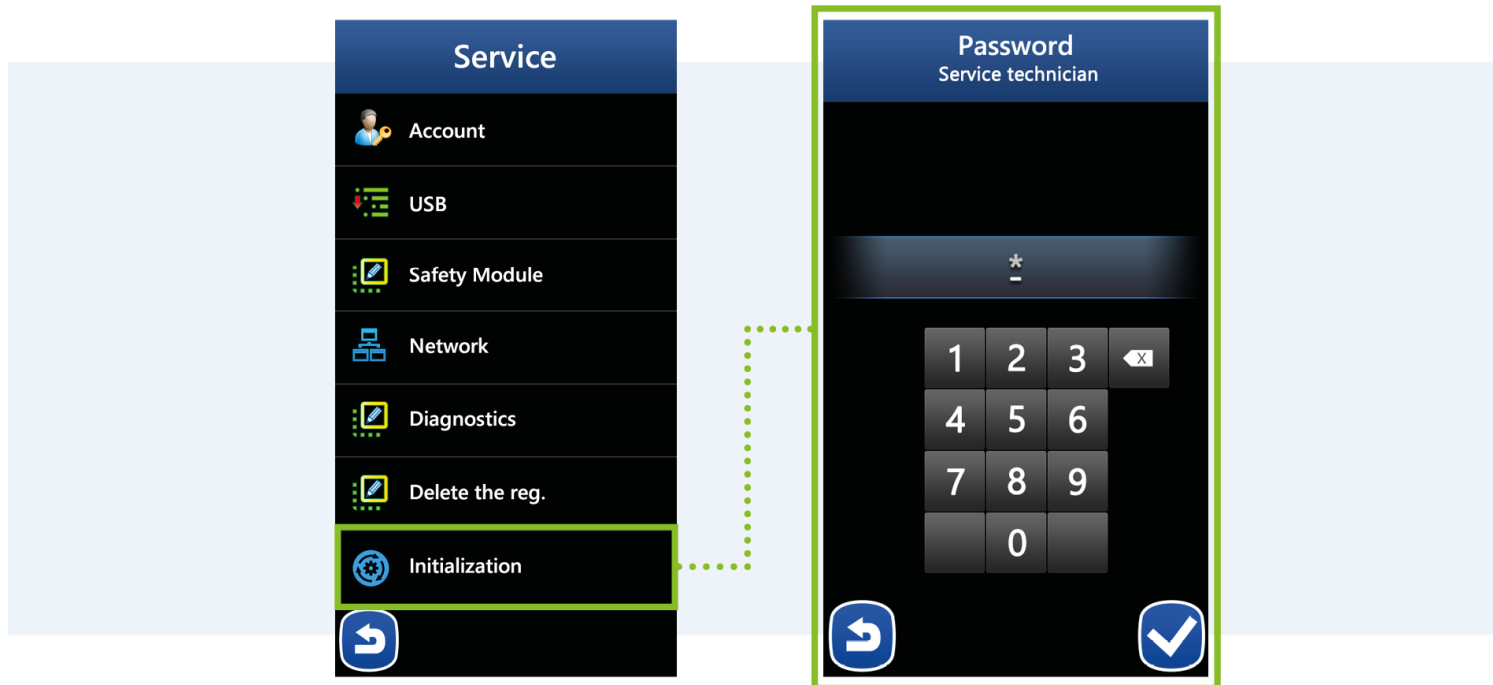 Service
Account
USB
Safety Module
Network
Diagnostics
Delete the reg.
Initialization
Password
Service technician
*
1 2 3 X
4 5 6
7 8 9
0